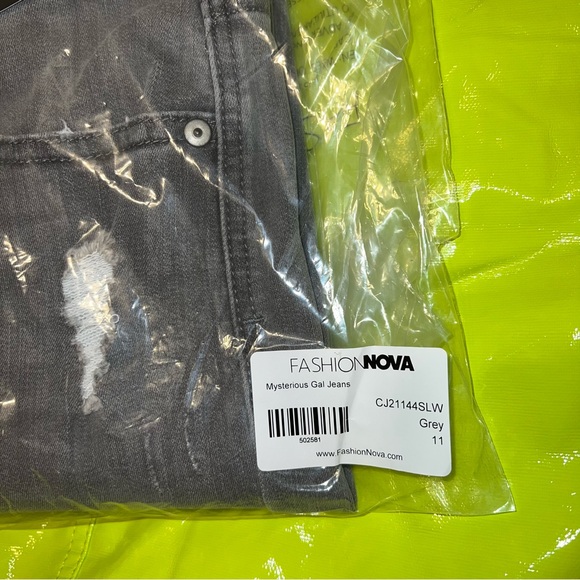 FASHIONNOVA
Mysterious Gal Jeans
CJ21144SLW
Grey
502581
11
www.FashionNova.com